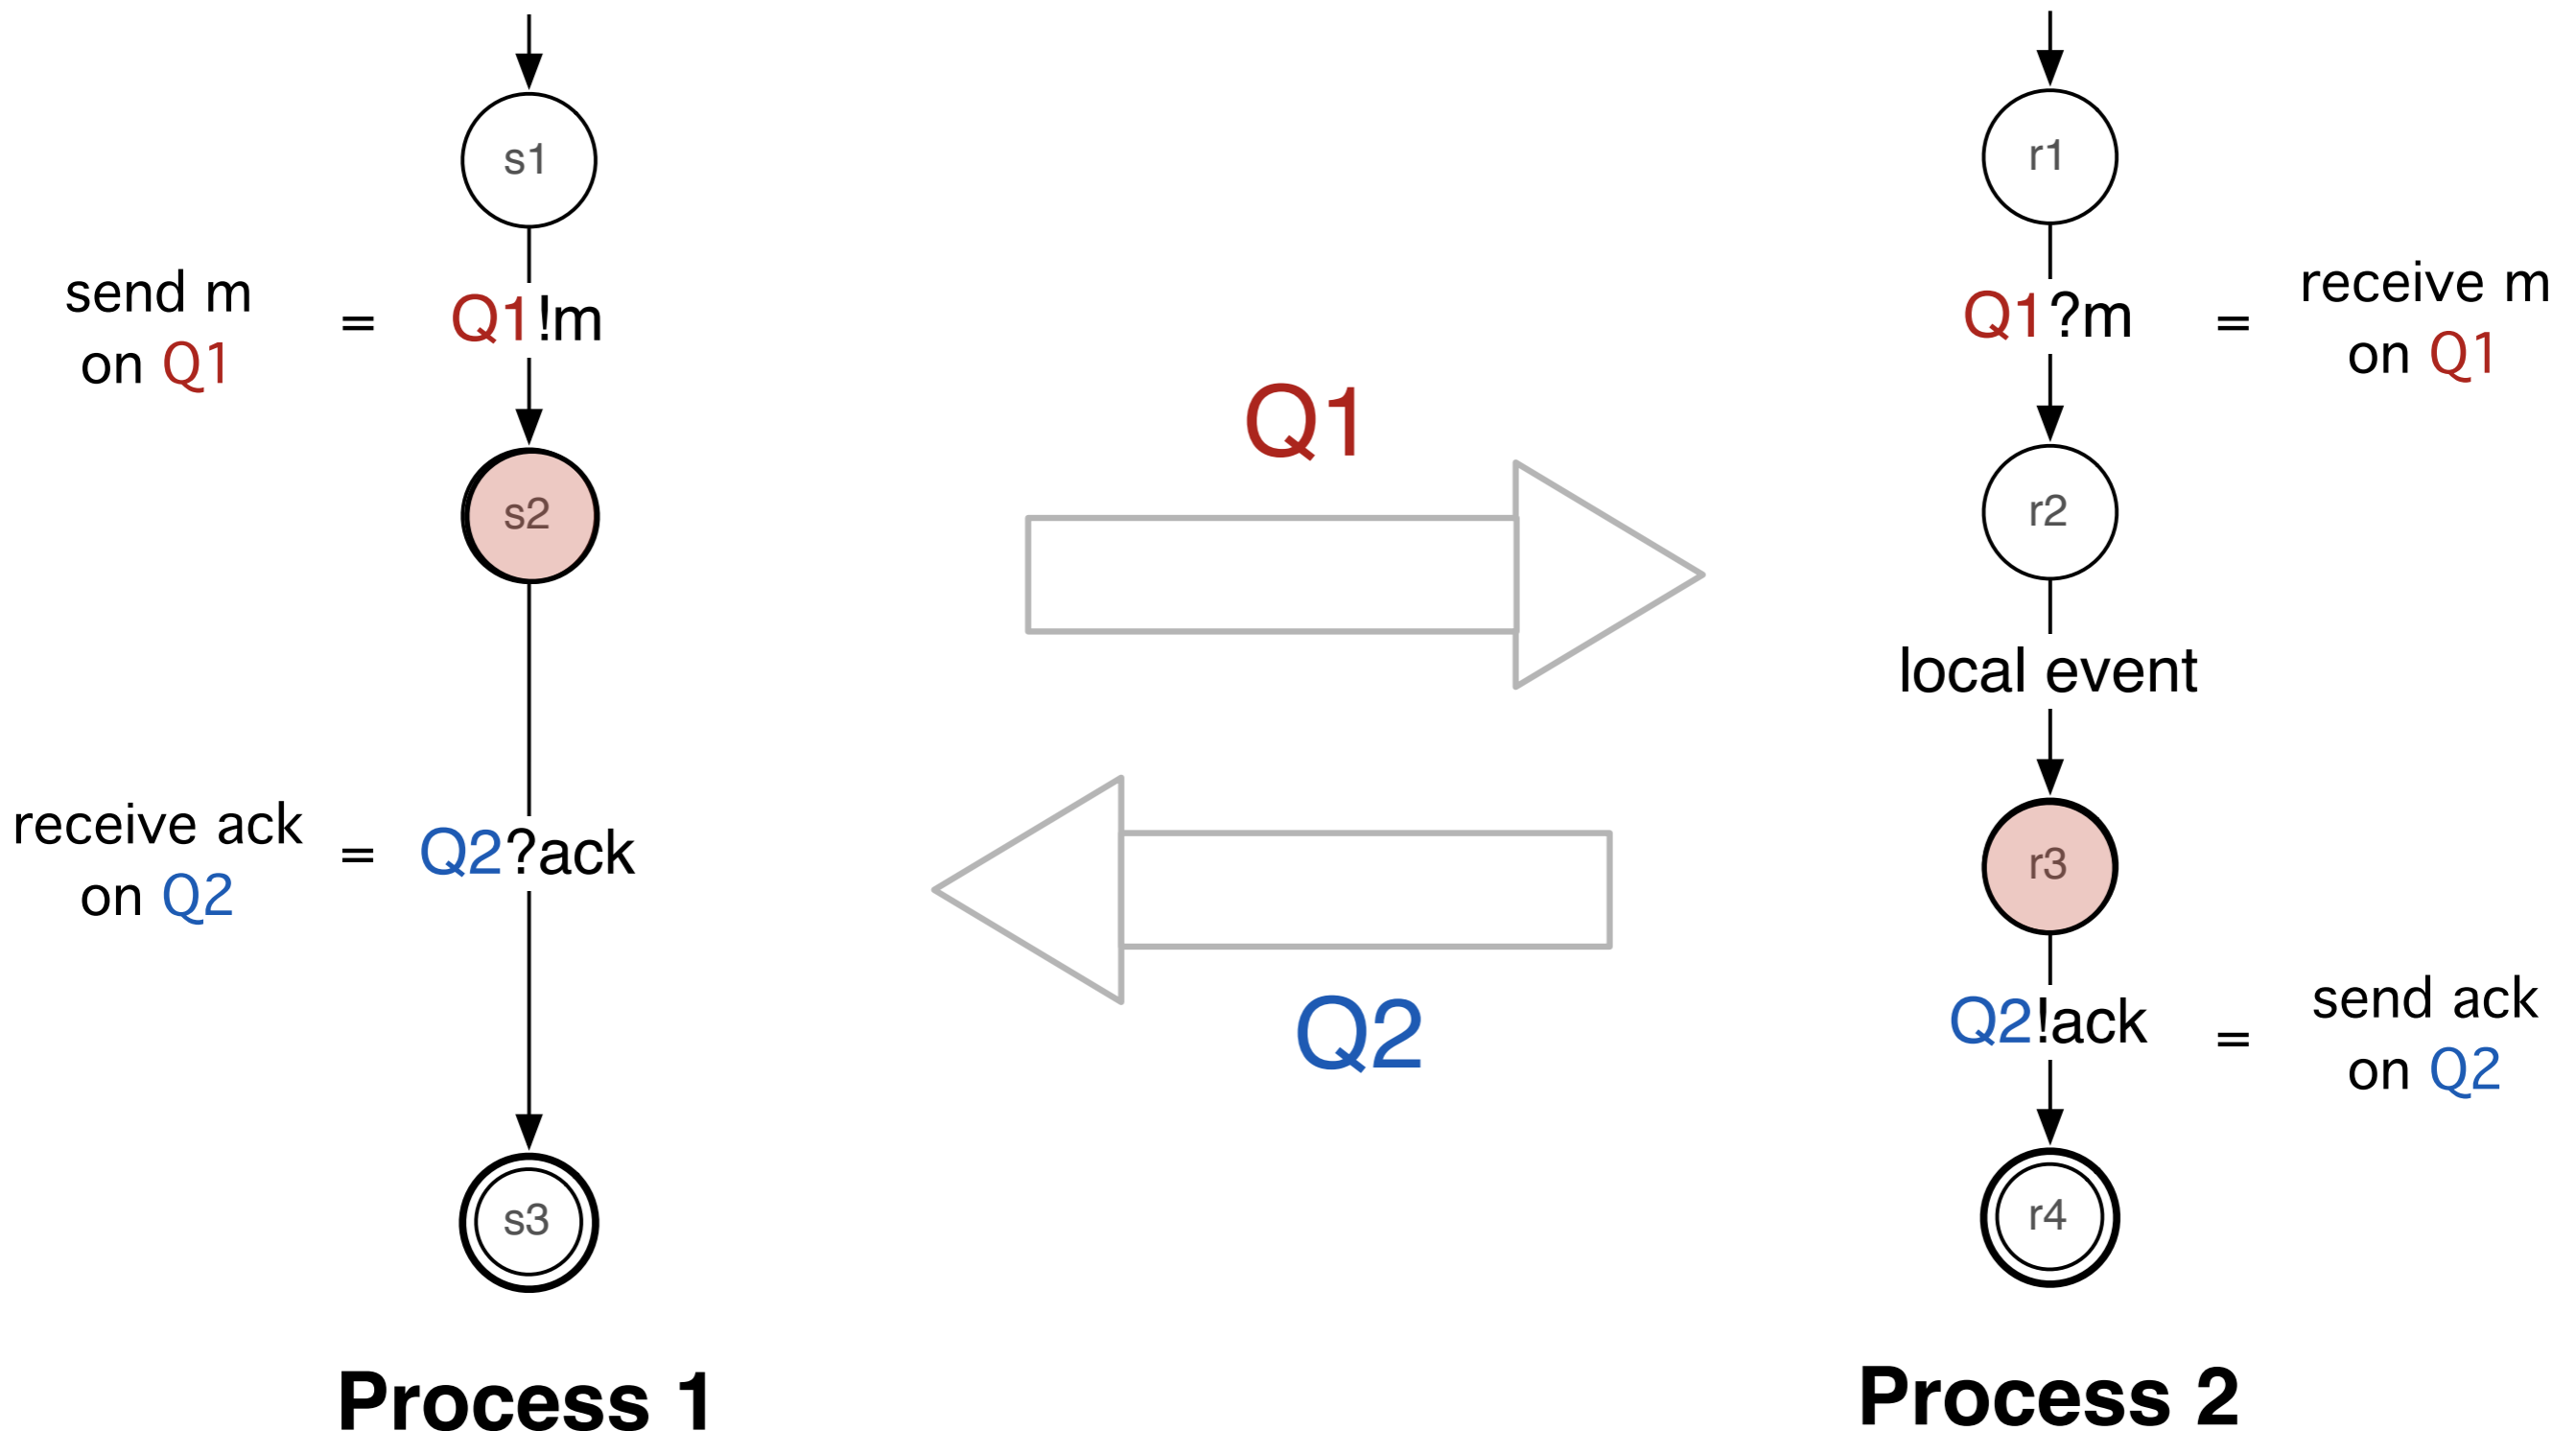 s1
r1
send m
on Q1
=
Q1!m
Q1?m
=
receive m
on Q1
Q1
s2
r2
local event
receive ack
on Q2
=
Q2?ack
r3
Q2
Q2!ack
=
send ack
on Q2
s3
r4
Process 1
Process 2